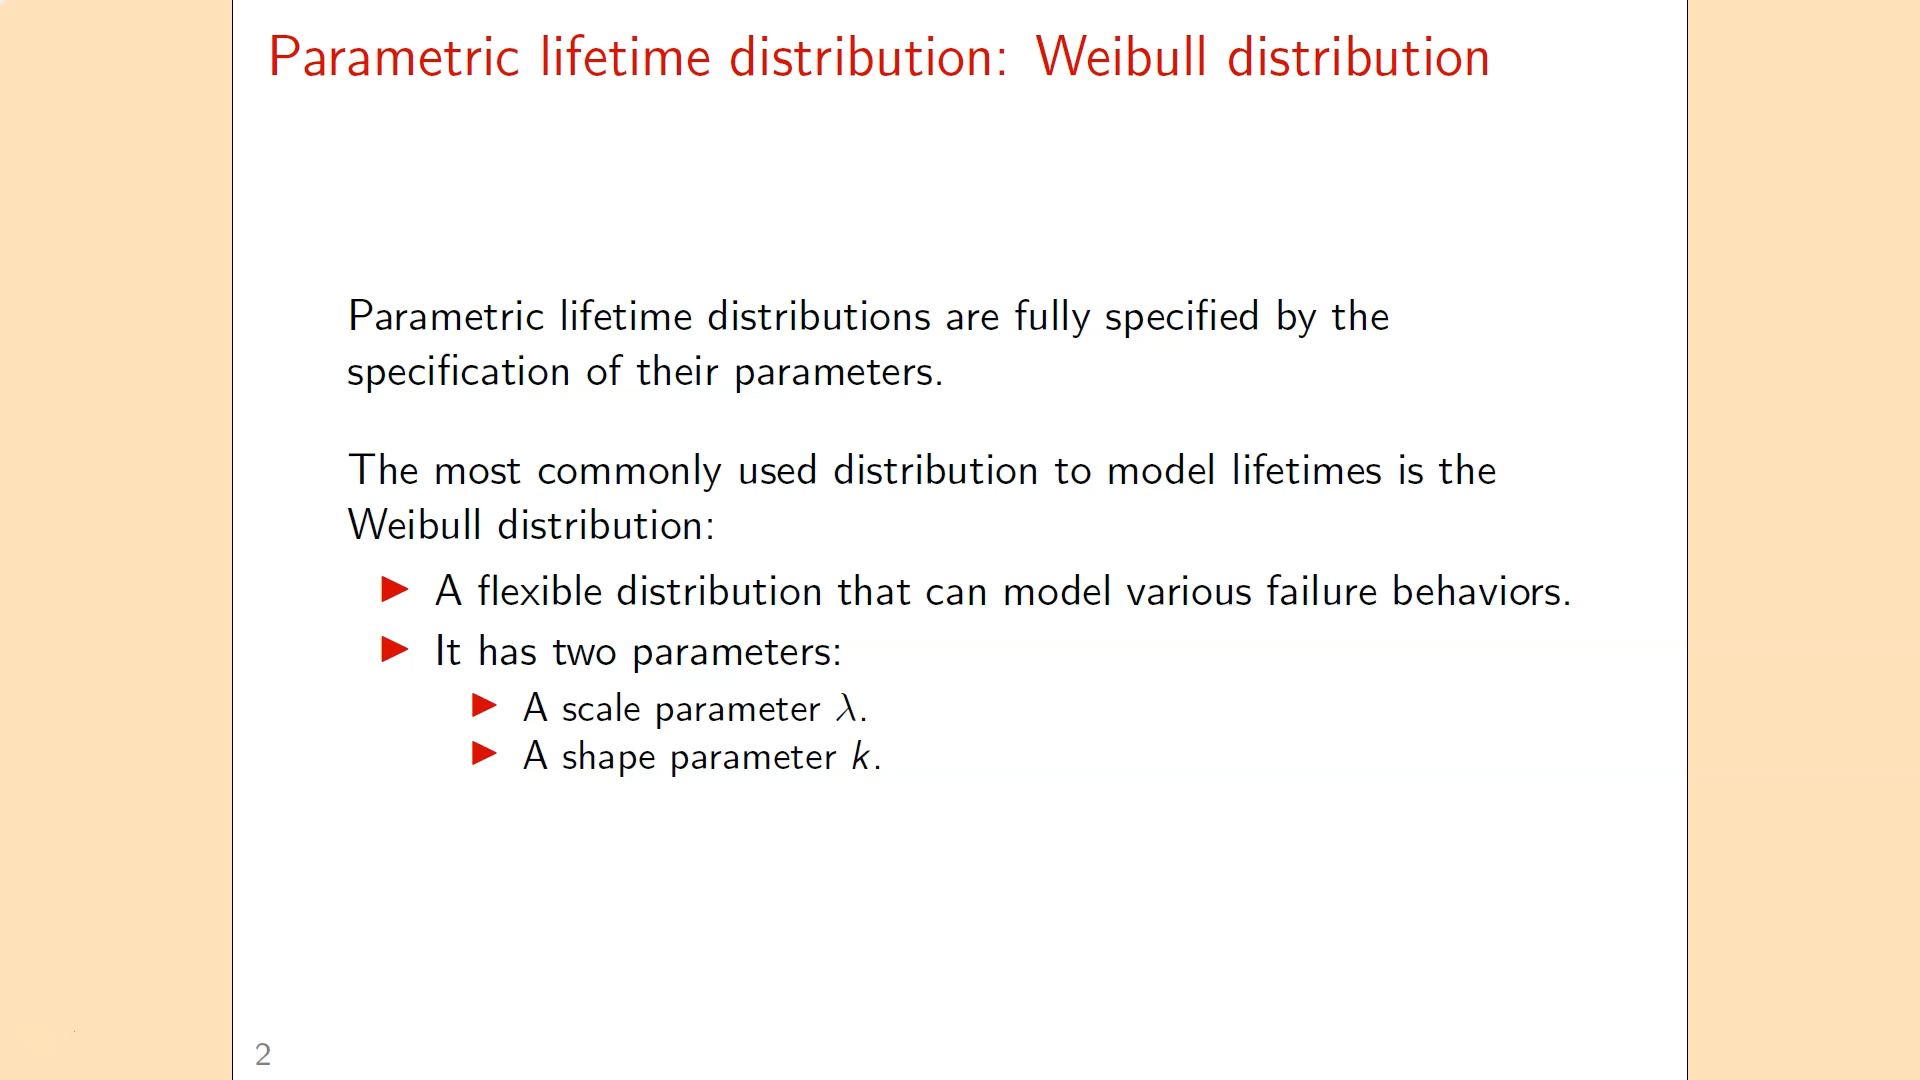 Parametric lifetime distribution: Weibull distribution
Parametric lifetime distributions are fully specified by the
specification of their parameters.
The most commonly used distribution to model lifetimes is the
Weibull distribution:
▶ A flexible distribution that can model various failure behaviors.
▶ It has two parameters:
▶ A scale parameter λ.
▶ A shape parameter k.
2